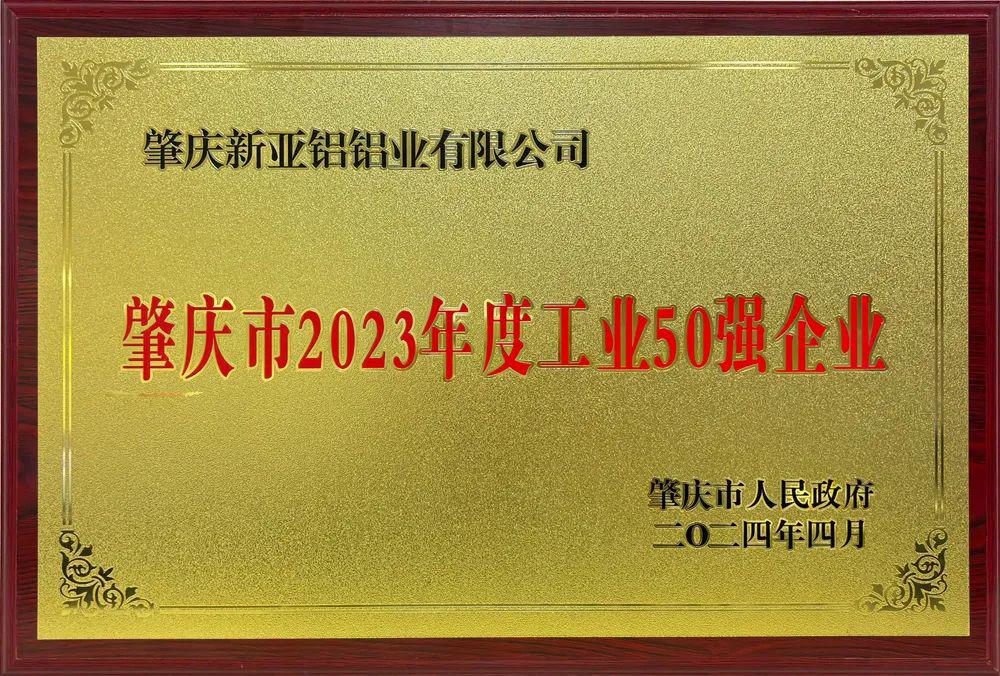 肇庆新亚铝铝业有限公司
肇庆市2023年度工业50强企业
肇庆市人民政府
二〇二四年四月